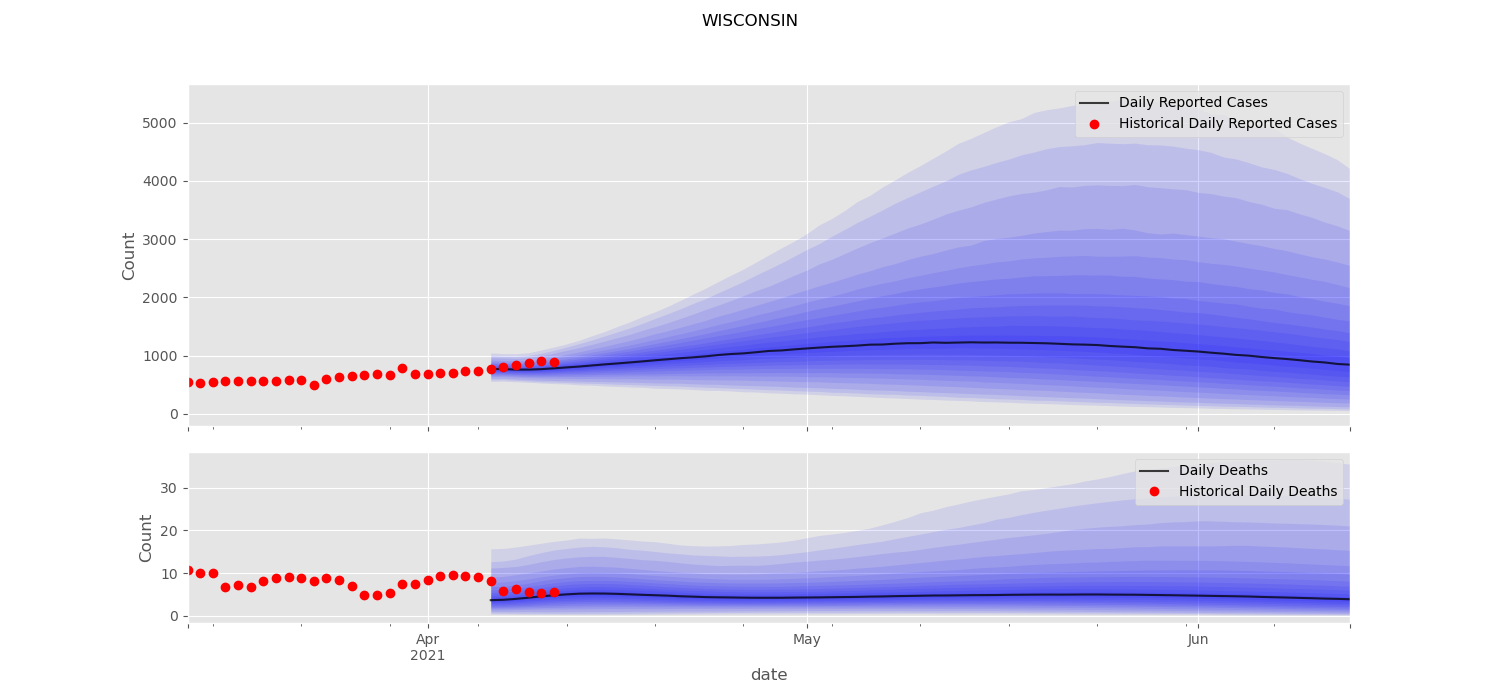 WISCONSIN
Daily Reported Cases
Historical Daily Reported Cases
5000
4000
3000
2000
1000
0
Count
Daily Deaths
Historical Daily Deaths
30
20
10
0
Count
Apr
2021
May
Jun
date